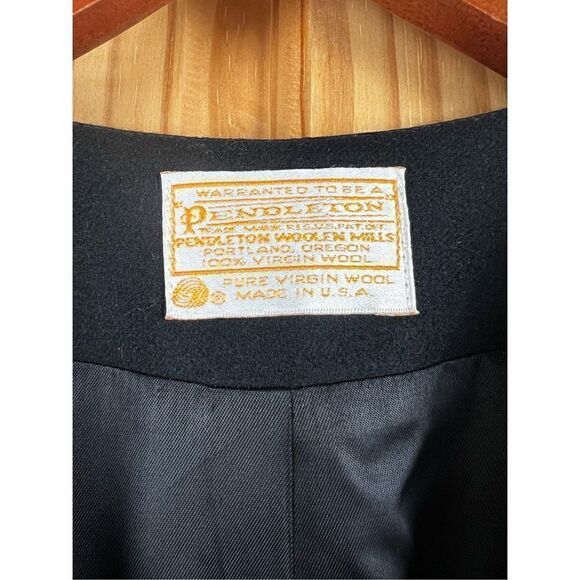 WARRANTED TO BE A
"PENDLETON"
TRADE MARK REG. U.S. PAT. OFF.
PENDLETON WOOLEN MILLS
PORTLAND, OREGON
100% VIRGIN WOOL
PURE VIRGIN WOOL
® MADE IN U.S.A.